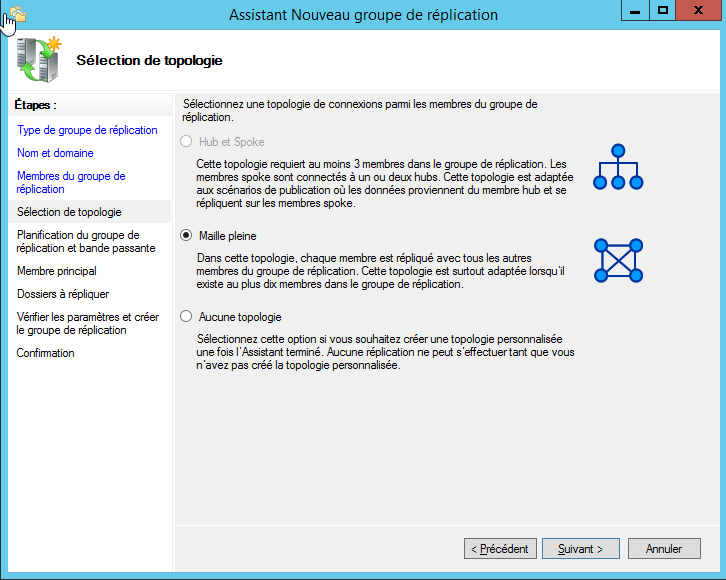 Assistant Nouveau groupe de réplication
Sélection de topologie
Étapes :
Type de groupe de réplication
Nom et domaine
Membres du groupe de
réplication
Sélection de topologie
Planification du groupe de
réplication et bande passante
Membre principal
Dossiers à répliquer
Vérifier les paramètres et créer
le groupe de réplication
Confirmation
Sélectionnez une topologie de connexions parmi les membres du groupe de
réplication.
Hub et Spoke
Cette topologie requiert au moins 3 membres dans le groupe de réplication. Les
membres spoke sont connectés à un ou deux hubs. Cette topologie est adaptée
aux scénarios de publication où les données proviennent du membre hub et se
répliquent sur les membres spoke.
Maille pleine
Dans cette topologie, chaque membre est répliqué avec tous les autres
membres du groupe de réplication. Cette topologie est surtout adaptée lorsqu'il
existe au plus dix membres dans le groupe de réplication.
Aucune topologie
Sélectionnez cette option si vous souhaitez créer une topologie personnalisée
une fois l'Assistant terminé. Aucune réplication ne peut s'effectuer tant que vous
n'avez pas créé la topologie personnalisée.
< Précédent
Suivant >
Annuler